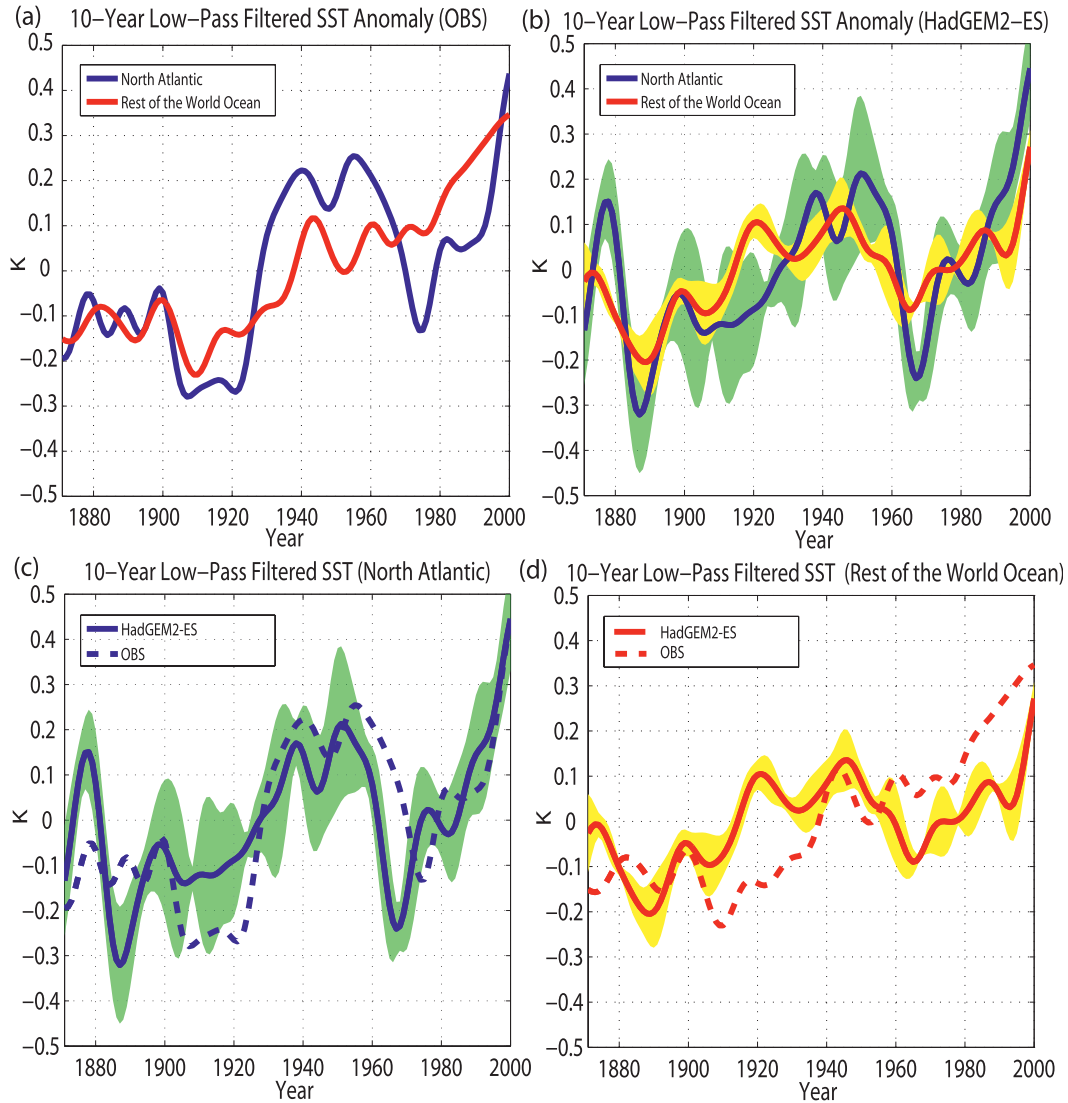 (a) 10-Year Low-Pass Filtered SST Anomaly (OBS)
0.5
0.4
0.3
0.2
0.1
0
-0.1
-0.2
-0.3
-0.4
-0.5
K
North Atlantic
Rest of the World Ocean
1880 1900 1920 1940 1960 1980 2000
Year
(b) 10-Year Low-Pass Filtered SST Anomaly (HadGEM2-ES)
0.5
0.4
0.3
0.2
0.1
0
-0.1
-0.2
-0.3
-0.4
-0.5
K
North Atlantic
Rest of the World Ocean
1880 1900 1920 1940 1960 1980 2000
Year
(c) 10-Year Low-Pass Filtered SST (North Atlantic)
0.5
0.4
0.3
0.2
0.1
0
-0.1
-0.2
-0.3
-0.4
-0.5
K
HadGEM2-ES
OBS
1880 1900 1920 1940 1960 1980 2000
Year
(d) 10-Year Low-Pass Filtered SST (Rest of the World Ocean)
0.5
0.4
0.3
0.2
0.1
0
-0.1
-0.2
-0.3
-0.4
-0.5
K
HadGEM2-ES
OBS
1880 1900 1920 1940 1960 1980 2000
Year